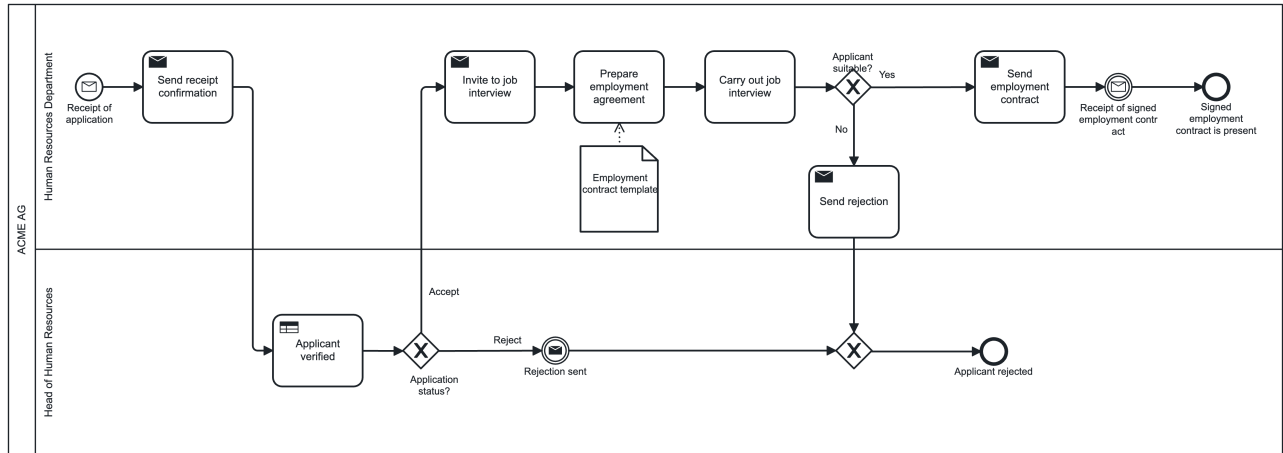 ACME AG
Human Resources Department
Receipt of
application
Send receipt
confirmation
Invite to job
interview
Prepare
employment
agreement
Employment
contract template
Carry out job
interview
Applicant
suitable?
Yes
No
Send
employment
contract
Receipt of signed
employment contr
act
Signed
employment
contract is present
Send rejection
Head of Human Resources
Applicant
verified
Accept
Application
status?
Reject
Rejection sent
Applicant rejected